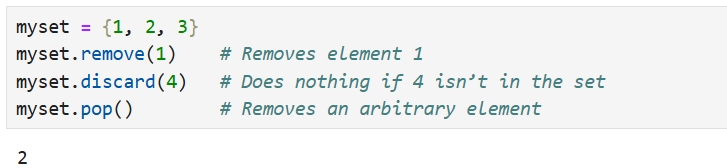 myset = {1, 2, 3}
myset.remove(1)    # Removes element 1
myset.discard(4)   # Does nothing if 4 isn’t in the set
myset.pop()        # Removes an arbitrary element
2